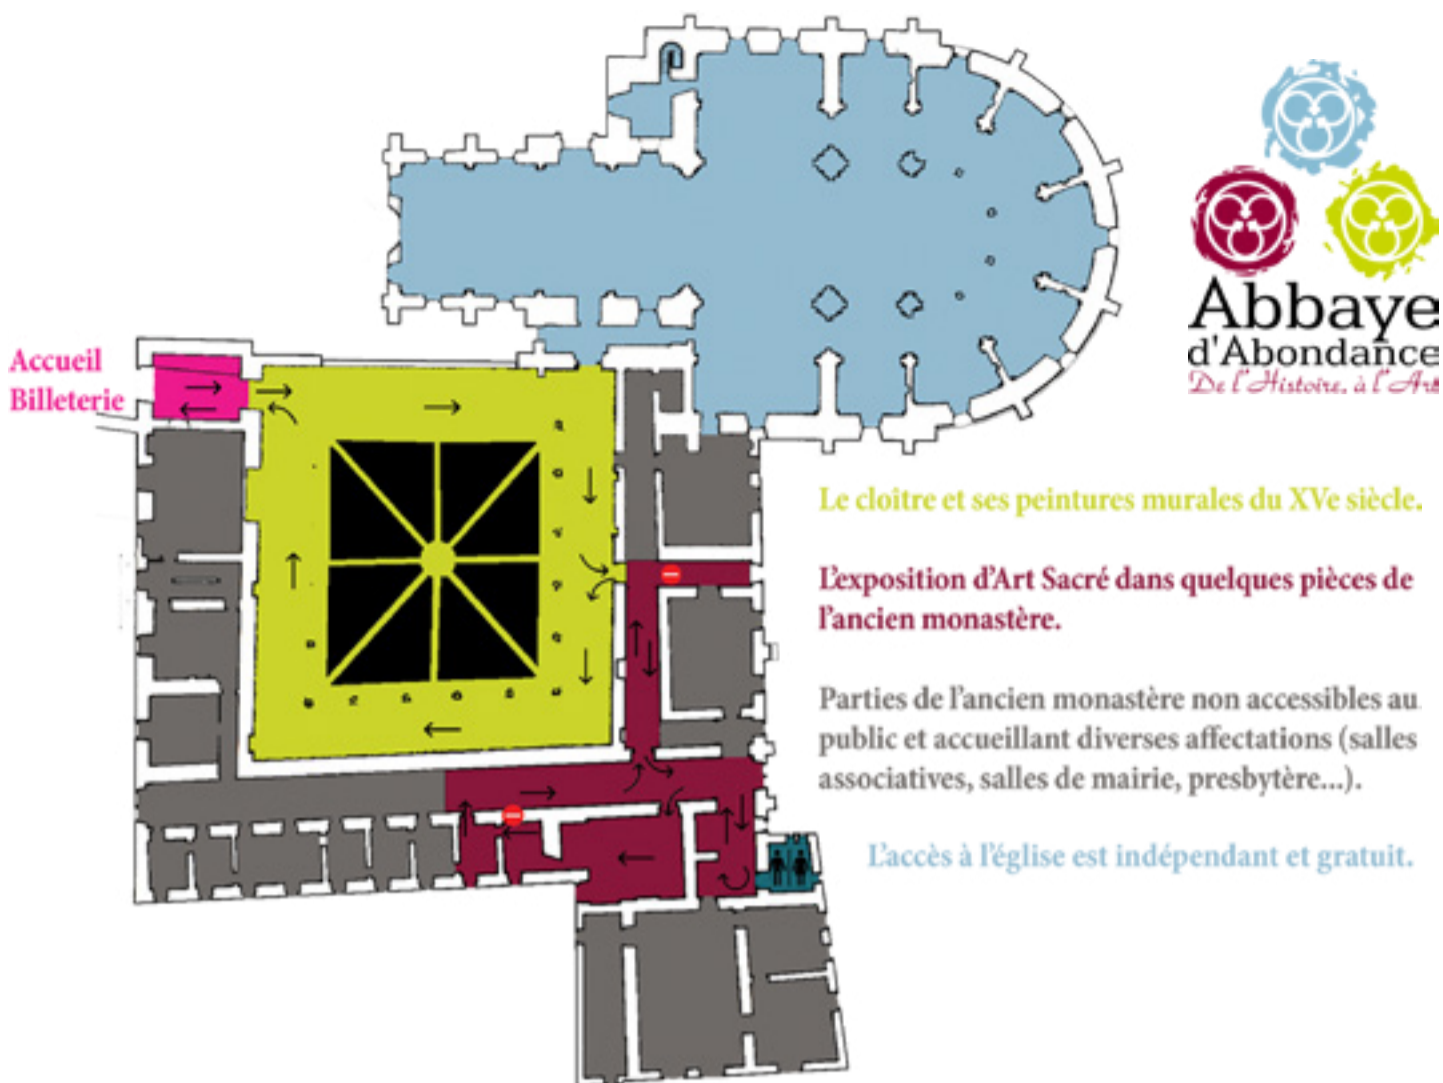 Abbaye
d'Abondance
De l'Histoire, à l'Art
Accueil
Billeterie
Le cloître et ses peintures murales du XVe siècle.
L'exposition d'Art Sacré dans quelques pièces de
l'ancien monastère.
Parties de l'ancien monastère non accessibles au
public et accueillant diverses affectations (salles
associatives, salles de mairie, presbytère...).
L'accès à l'église est indépendant et gratuit.